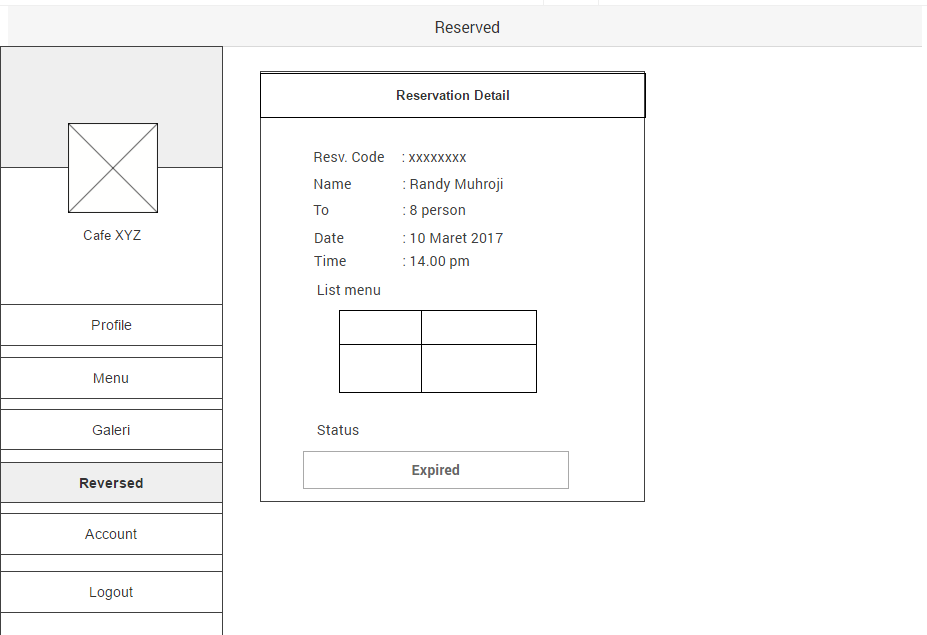 Reserved
Cafe XYZ
Profile
Menu
Galeri
Reversed
Account
Logout
Reservation Detail
Resv. Code : xxxxxxxx
Name : Randy Muhroji
To : 8 person
Date : 10 Maret 2017
Time : 14.00 pm
List menu
Status
Expired